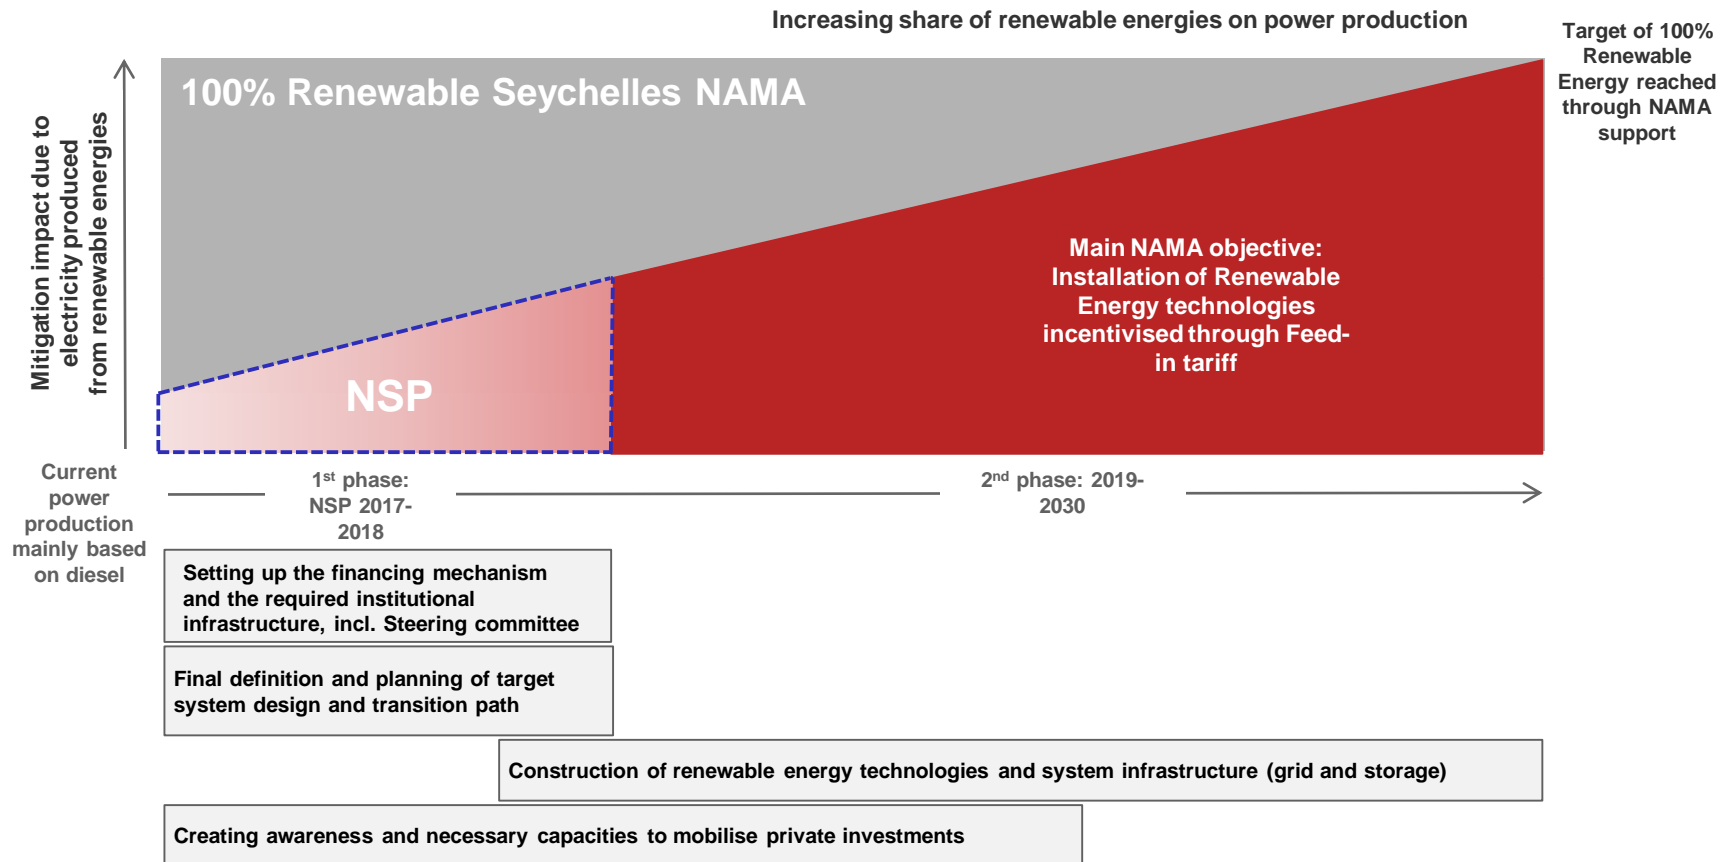 Increasing share of renewable energies on power production
Target of 100%
Renewable
Energy reached
through NAMA
support
100% Renewable Seychelles NAMA
Mitigation impact due to
electricity produced
from renewable energies
Main NAMA objective:
Installation of Renewable
Energy technologies
incentivised through Feed-
in tariff
NSP
Current
power
production
mainly based
on diesel
1st phase:
NSP 2017-
2018
2nd phase: 2019-
2030
Setting up the financing mechanism
and the required institutional
infrastructure, incl. Steering committee
Final definition and planning of target
system design and transition path
Construction of renewable energy technologies and system infrastructure (grid and storage)
Creating awareness and necessary capacities to mobilise private investments